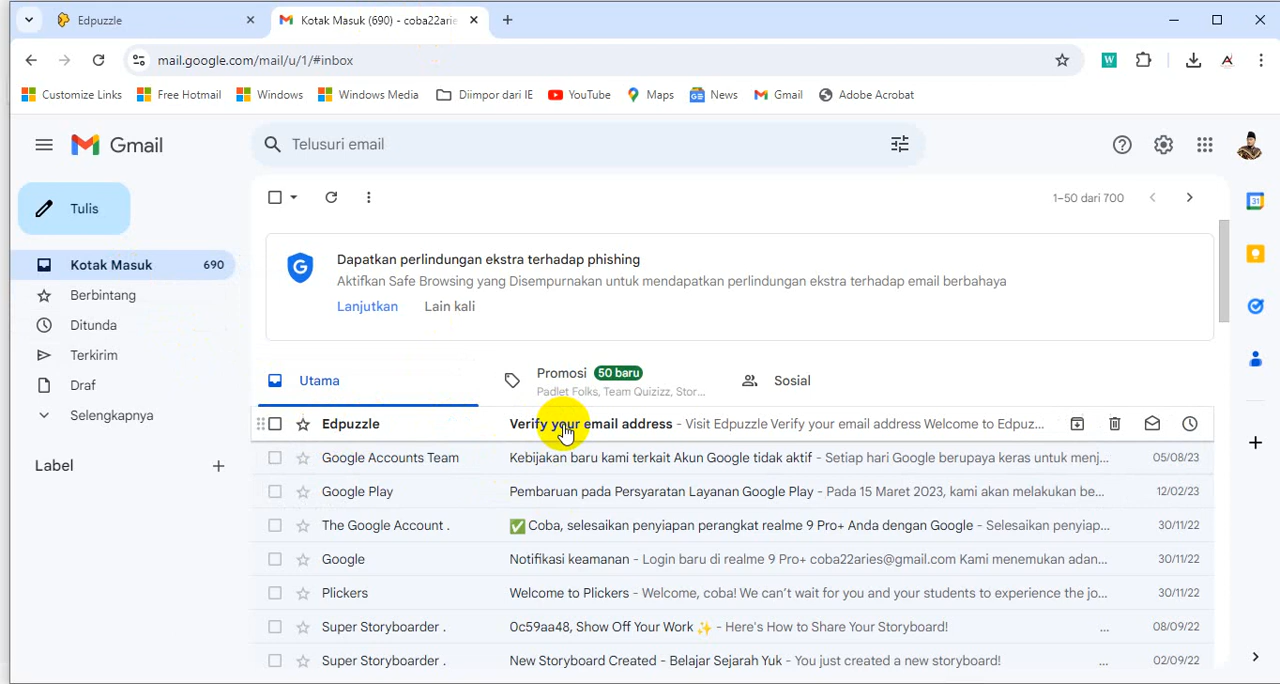 Edpuzzle
Kotak Masuk (690) - coba22arie
mail.google.com/mail/u/1/#inbox
Customize Links
Free Hotmail
Windows
Windows Media
Diimpor dari IE
YouTube
Maps
News
Gmail
Adobe Acrobat
Gmail
Telusuri email
Tulis
1–50 dari 700
Kotak Masuk 690
Berbintang
Ditunda
Terkirim
Draf
Selengkapnya
Label
Dapatkan perlindungan ekstra terhadap phishing
Aktifkan Safe Browsing yang Disempurnakan untuk mendapatkan perlindungan ekstra terhadap email berbahaya
Lanjutkan Lain kali
Utama
Promosi 50 baru
Padlet Folks, Team Quizizz, Stor...
Sosial
Edpuzzle Verify your email address - Visit Edpuzzle Verify your email address Welcome to Edpuz...
Google Accounts Team Kebijakan baru kami terkait Akun Google tidak aktif - Setiap hari Google berupaya keras untuk menj... 05/08/23
Google Play Pembaruan pada Persyaratan Layanan Google Play - Pada 15 Maret 2023, kami akan melakukan be... 12/02/23
The Google Account . ✅ Coba, selesaikan penyiapan perangkat realme 9 Pro+ Anda dengan Google - Selesaikan penyiap... 30/11/22
Google Notifikasi keamanan - Login baru di realme 9 Pro+ coba22aries@gmail.com Kami menemukan adan... 30/11/22
Plickers Welcome to Plickers - Welcome, coba! We can't wait for you and your students to experience the jo... 30/11/22
Super Storyboarder . 0c59aa48, Show Off Your Work ✨ - Here's How to Share Your Storyboard! ... 08/09/22
Super Storyboarder . New Storyboard Created - Belajar Sejarah Yuk - You just created a new storyboard! ... 02/09/22